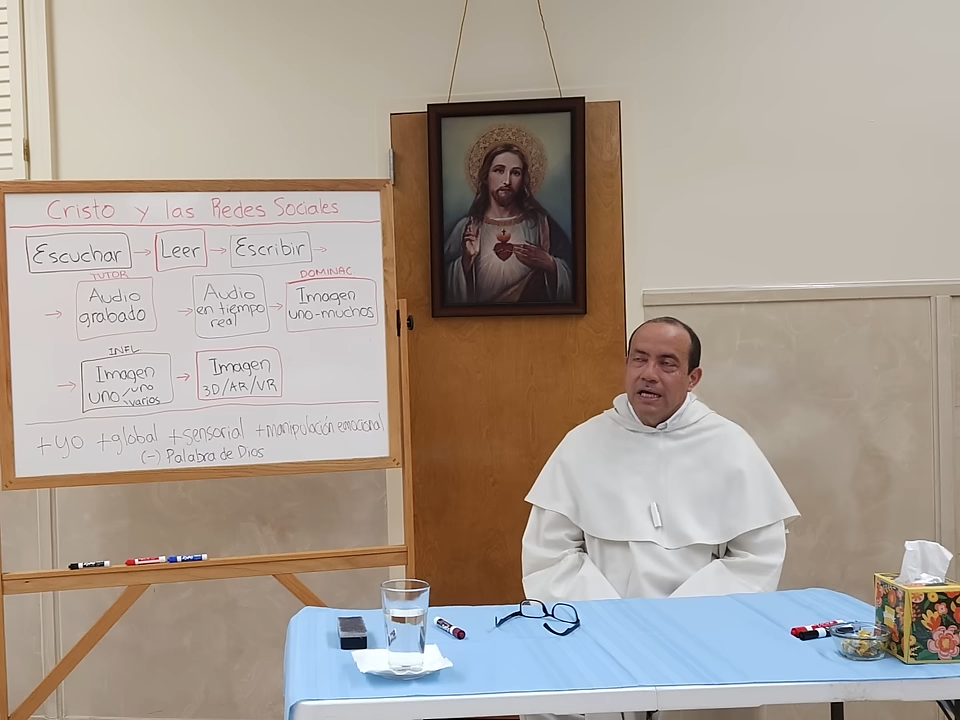 Cristo y las Redes Sociales
Escuchar → Leer → Escribir →
TUTOR
DOMINAC
→ Audio grabado → Audio en tiempo real → Imagen uno-muchos
INFL
→ Imagen uno uno varios → Imagen 3D/AR/VR
+yo +global +sensorial +manipulación emocional
(-) Palabra de Dios